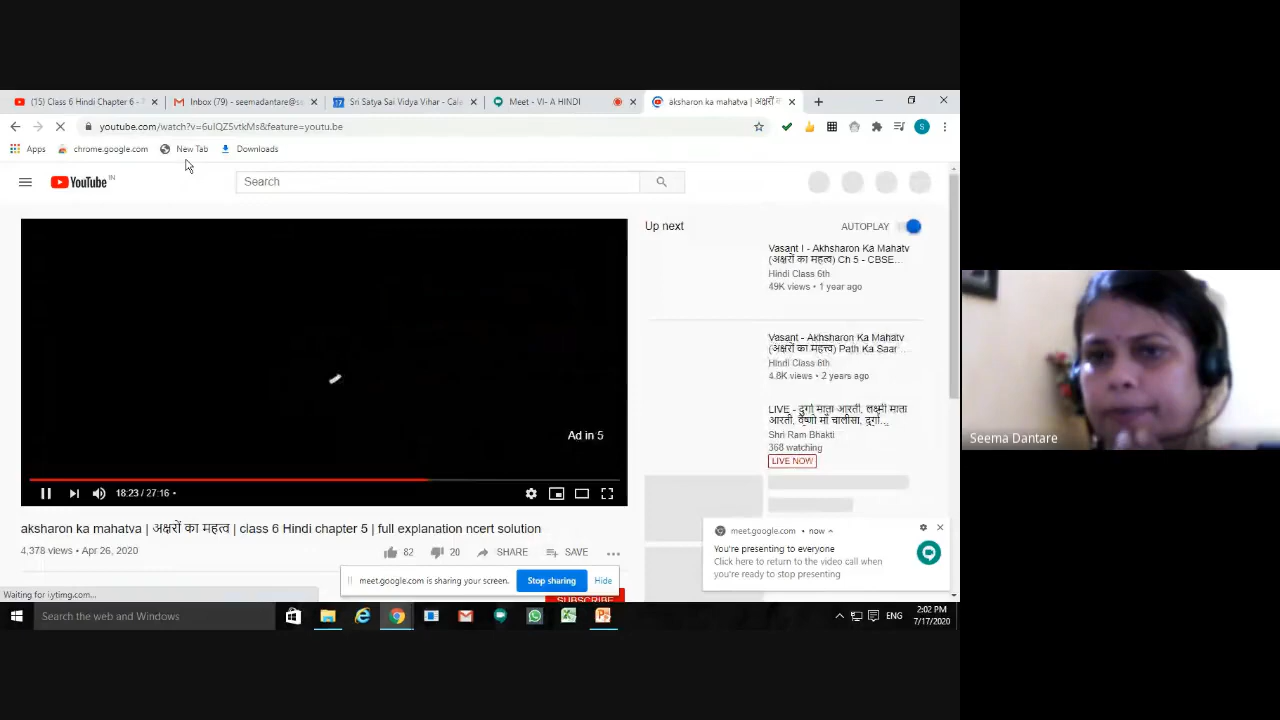 (15) Class 6 Hindi Chapter 6 -
Inbox (79) - seemadantare@s
Sri Satya Sai Vidya Vihar - Cale
Meet - VI- A HINDI
aksharon ka mahatva | अक्षरों क
youtube.com/watch?v=6ulQZSvtkMs&feature=youtu.be
S
Apps
chrome.google.com
New Tab
Downloads
YouTube IN
Search
Up next
AUTOPLAY
Vasant I - Akhsharon Ka Mahatv
(अक्षरों का महत्व) Ch 5 - CBSE...
Hindi Class 6th
49K views • 1 year ago
Vasant - Akhsharon Ka Mahatv
(अक्षरों का महत्त्व) Path Ka Saar ...
Hindi Class 6th
4.8K views • 2 years ago
LIVE - दुर्गा माता आरती, लक्ष्मी माता
आरती, वैष्णो माँ चालीसा, दुर्गा...
Shri Ram Bhakti
368 watching
LIVE NOW
Ad in 5
18:23 / 27:16 •
aksharon ka mahatva | अक्षरों का महत्व | class 6 Hindi chapter 5 | full explanation ncert solution
4,378 views • Apr 26, 2020
82
20
SHARE
SAVE
meet.google.com • now
You're presenting to everyone
Click here to return to the video call when
you're ready to stop presenting
meet.google.com is sharing your screen.
Stop sharing
Hide
Waiting for i.ytimg.com...
SUBSCRIBE
Search the web and Windows
ENG
2:02 PM
7/17/2020
Seema Dantare